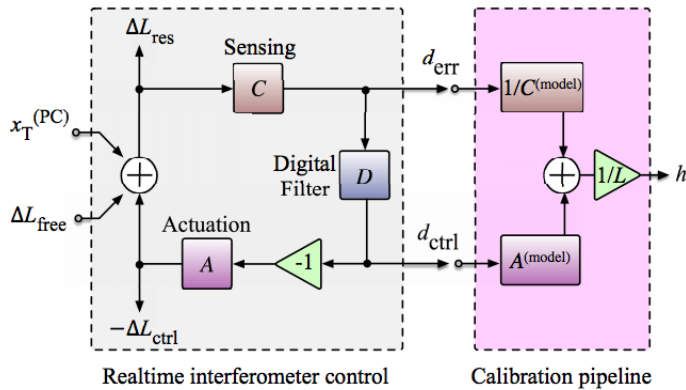 ΔL_res
Sensing
C
d_err
1/C^(model)
x_T^(PC)
Digital
Filter
D
1/L
h
ΔL_free
Actuation
A
-1
d_ctrl
A^(model)
−ΔL_ctrl
Realtime interferometer control
Calibration pipeline